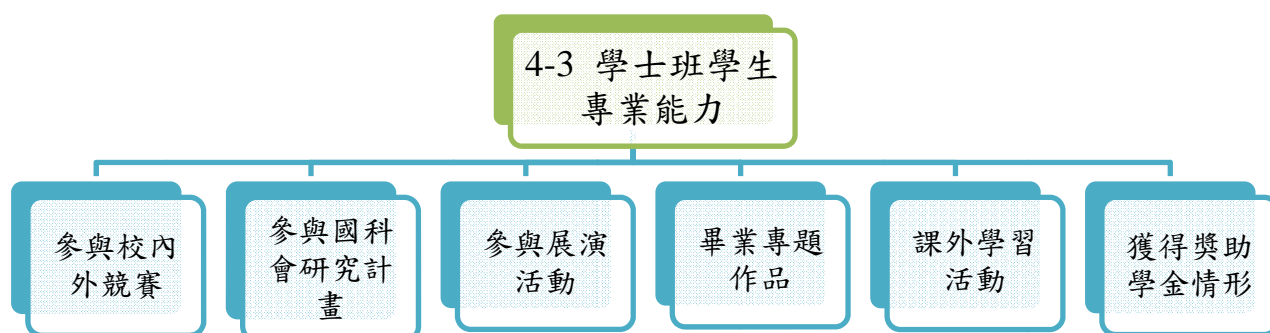 4-3 學士班學生
專業能力
參與校內
外競賽
參與國科
會研究計
畫
參與展演
活動
畢業專題
作品
課外學習
活動
獲得獎助
學金情形